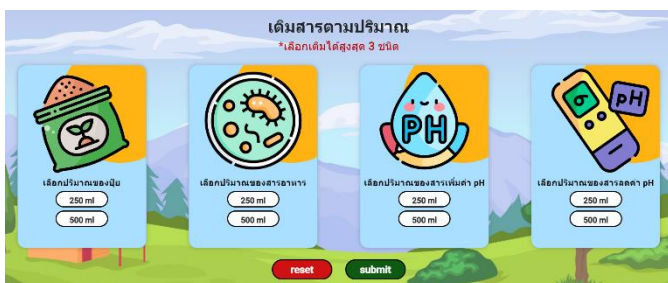 เติมสารตามปริมาณ
*เลือกเติมได้สูงสุด 3 ชนิด
PH
6
pH
เลือกปริมาณของปุ๋ย
250 ml
500 ml
เลือกปริมาณของสารอาหาร
250 ml
500 ml
เลือกปริมาณของสารเพิ่มค่า pH
250 ml
500 ml
เลือกปริมาณของสารลดค่า pH
250 ml
500 ml
reset
submit